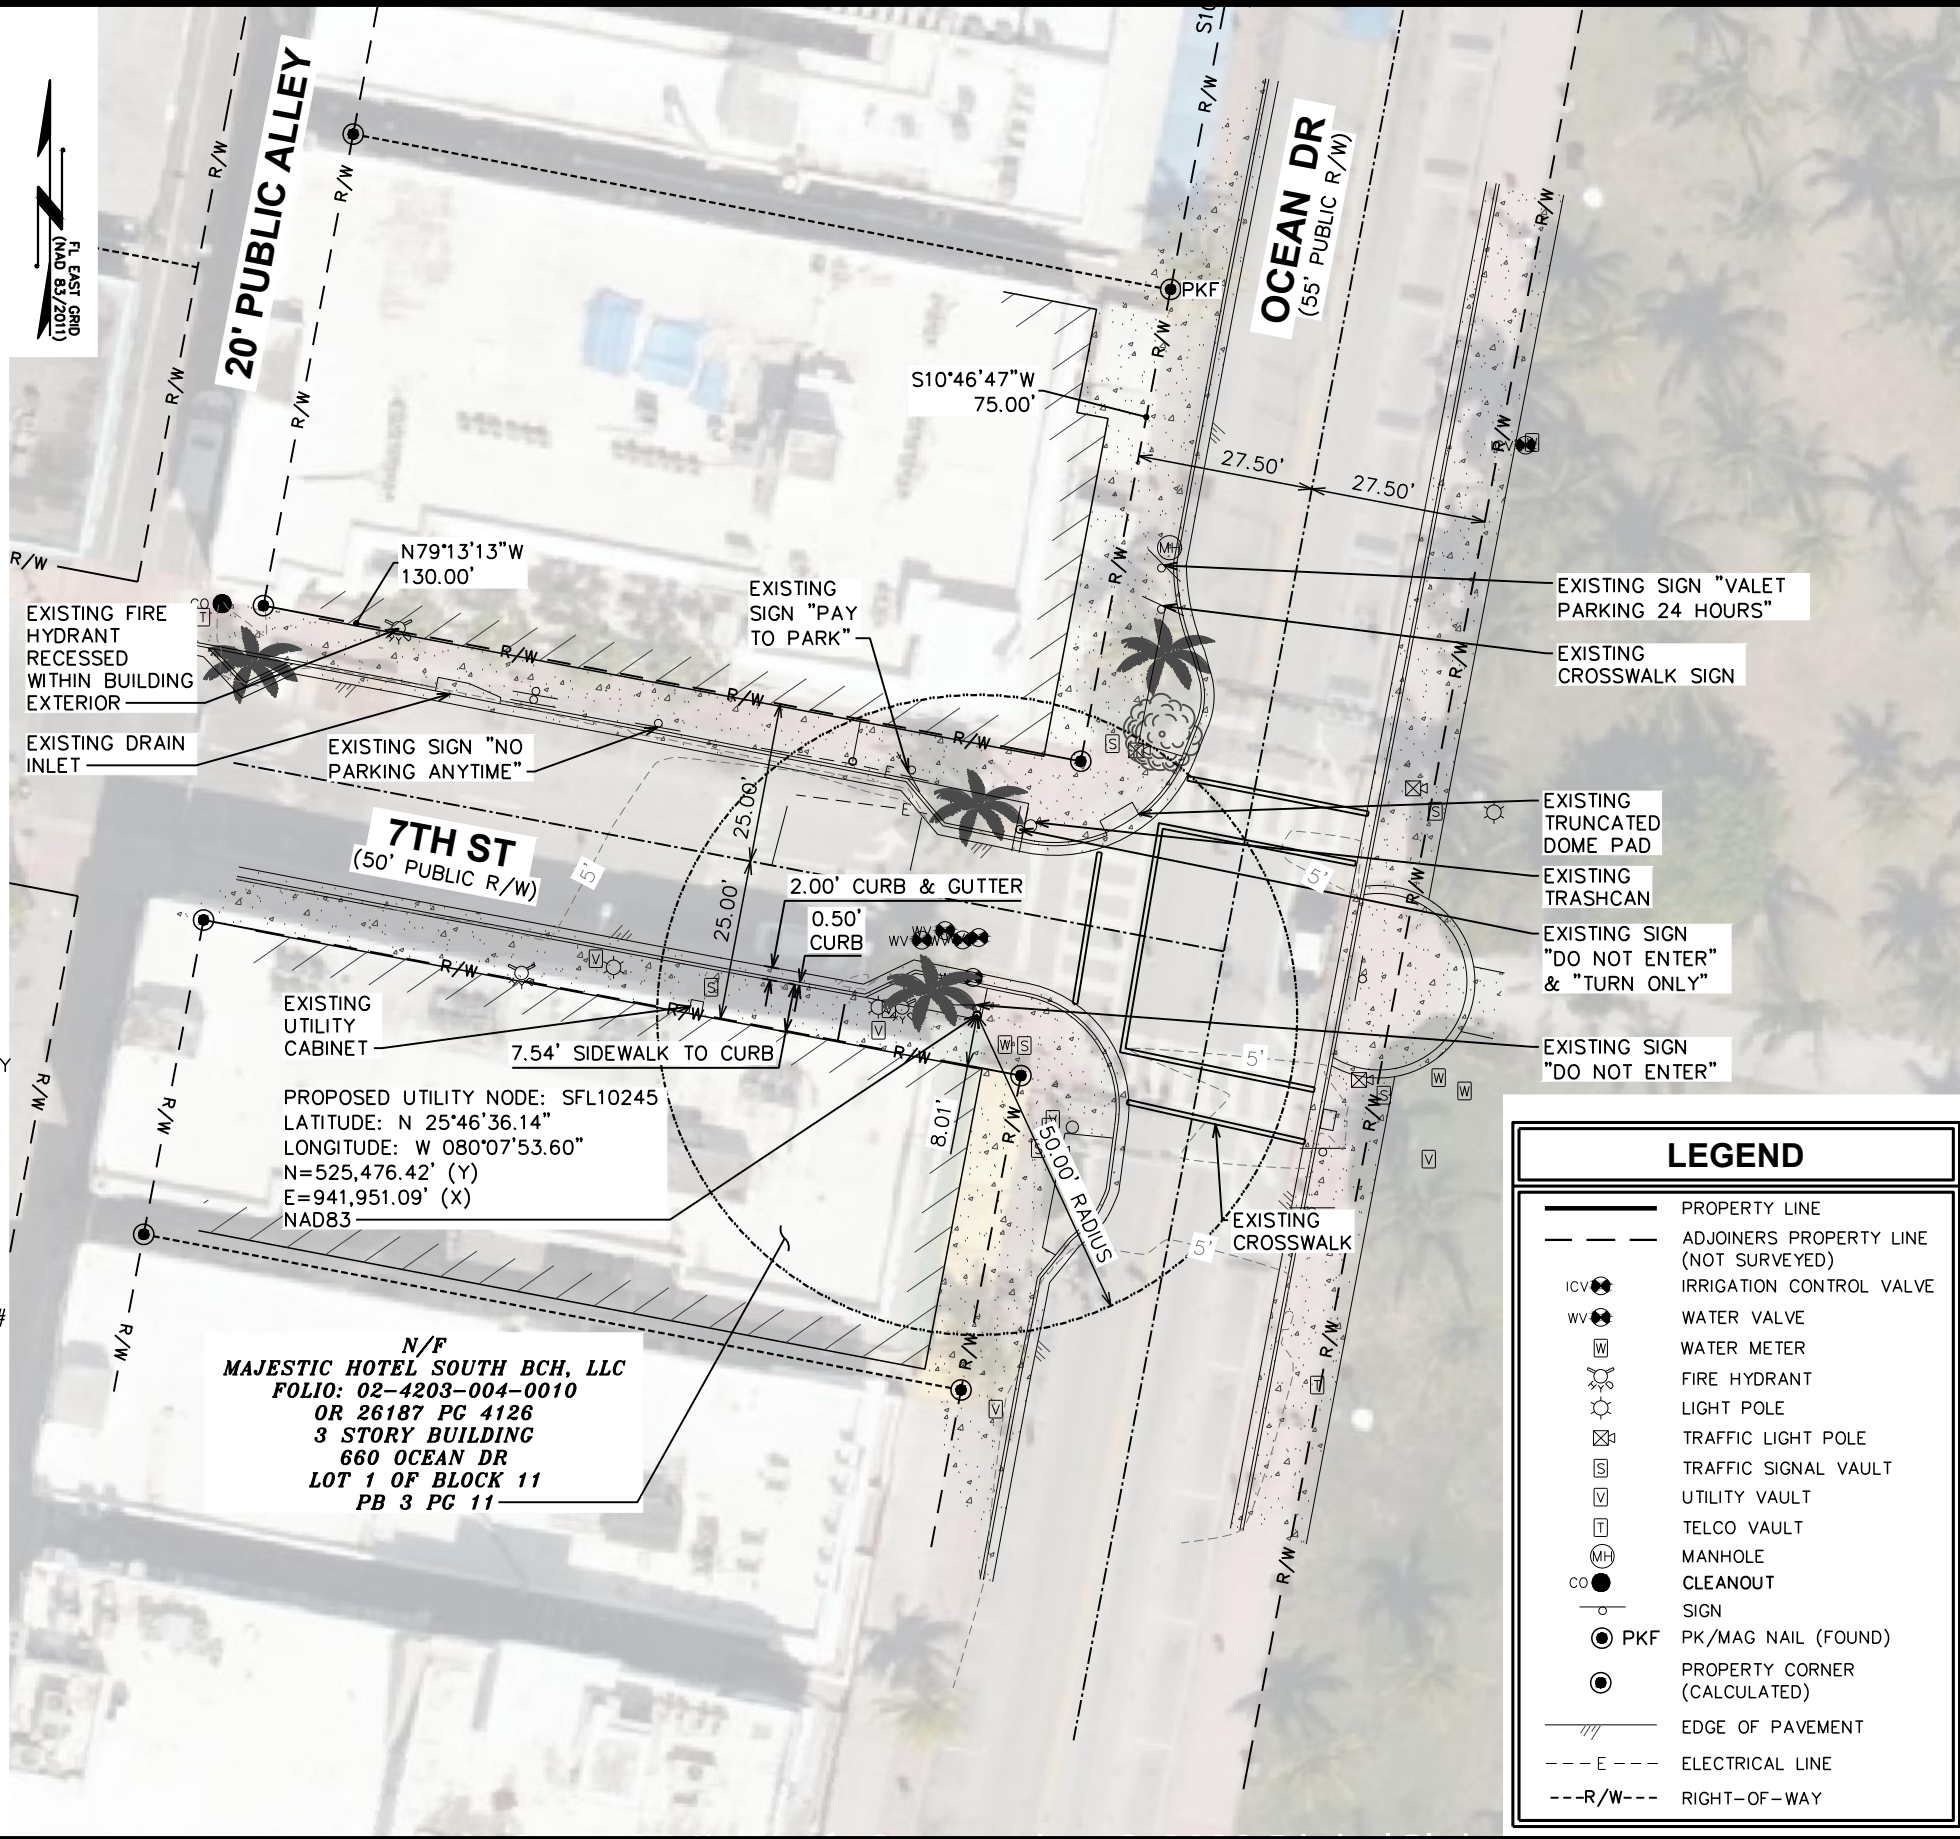 20' PUBLIC ALLEY
FL EAST GRID
(NAD 83/2011)
OCEAN DR
(55' PUBLIC R/W)
S10
R/W
R/W
R/W
R/W
R/W
R/W
R/W
PKF
R/W
R/W
S10°46'47"W
75.00'
27.50'
27.50'
R/W
R/W
N79°13'13"W
130.00'
MH
R/W
CO
T
EXISTING FIRE
HYDRANT
RECESSED
WITHIN BUILDING
EXTERIOR
EXISTING
SIGN "PAY
TO PARK"
EXISTING SIGN "VALET
PARKING 24 HOURS"
EXISTING
CROSSWALK SIGN
R/W
R/W
R/W
R/W
EXISTING DRAIN
INLET
EXISTING SIGN "NO
PARKING ANYTIME"
S
E
E
S
25.00'
25.00'
7TH ST
(50' PUBLIC R/W)
5'
5'
EXISTING
TRUNCATED
DOME PAD
EXISTING
TRASHCAN
R/W
2.00' CURB & GUTTER
0.50'
CURB
WV
WV
WV
EXISTING SIGN
"DO NOT ENTER"
& "TURN ONLY"
R/W
V
S
EXISTING
UTILITY
CABINET
R/W
V
V
W
S
7.54' SIDEWALK TO CURB
R/W
5'
EXISTING SIGN
"DO NOT ENTER"
W
W
S
R/W
R/W
R/W
PROPOSED UTILITY NODE: SFL10245
LATITUDE: N 25°46'36.14"
LONGITUDE: W 080°07'53.60"
N=525,476.42' (Y)
E=941,951.09' (X)
NAD83
8.01'
R/W
50.00' RADIUS
V
5'
EXISTING
CROSSWALK
R/W
R/W
R/W
T
V
R/W
N/F
MAJESTIC HOTEL SOUTH BCH, LLC
FOLIO: 02-4203-004-0010
OR 26187 PG 4126
3 STORY BUILDING
660 OCEAN DR
LOT 1 OF BLOCK 11
PB 3 PG 11
LEGEND
PROPERTY LINE
ADJOINERS PROPERTY LINE
(NOT SURVEYED)
ICV IRRIGATION CONTROL VALVE
WV WATER VALVE
W WATER METER
FIRE HYDRANT
LIGHT POLE
TRAFFIC LIGHT POLE
S TRAFFIC SIGNAL VAULT
V UTILITY VAULT
T TELCO VAULT
MH MANHOLE
CO CLEANOUT
SIGN
PKF PK/MAG NAIL (FOUND)
PROPERTY CORNER
(CALCULATED)
EDGE OF PAVEMENT
E ELECTRICAL LINE
R/W RIGHT-OF-WAY